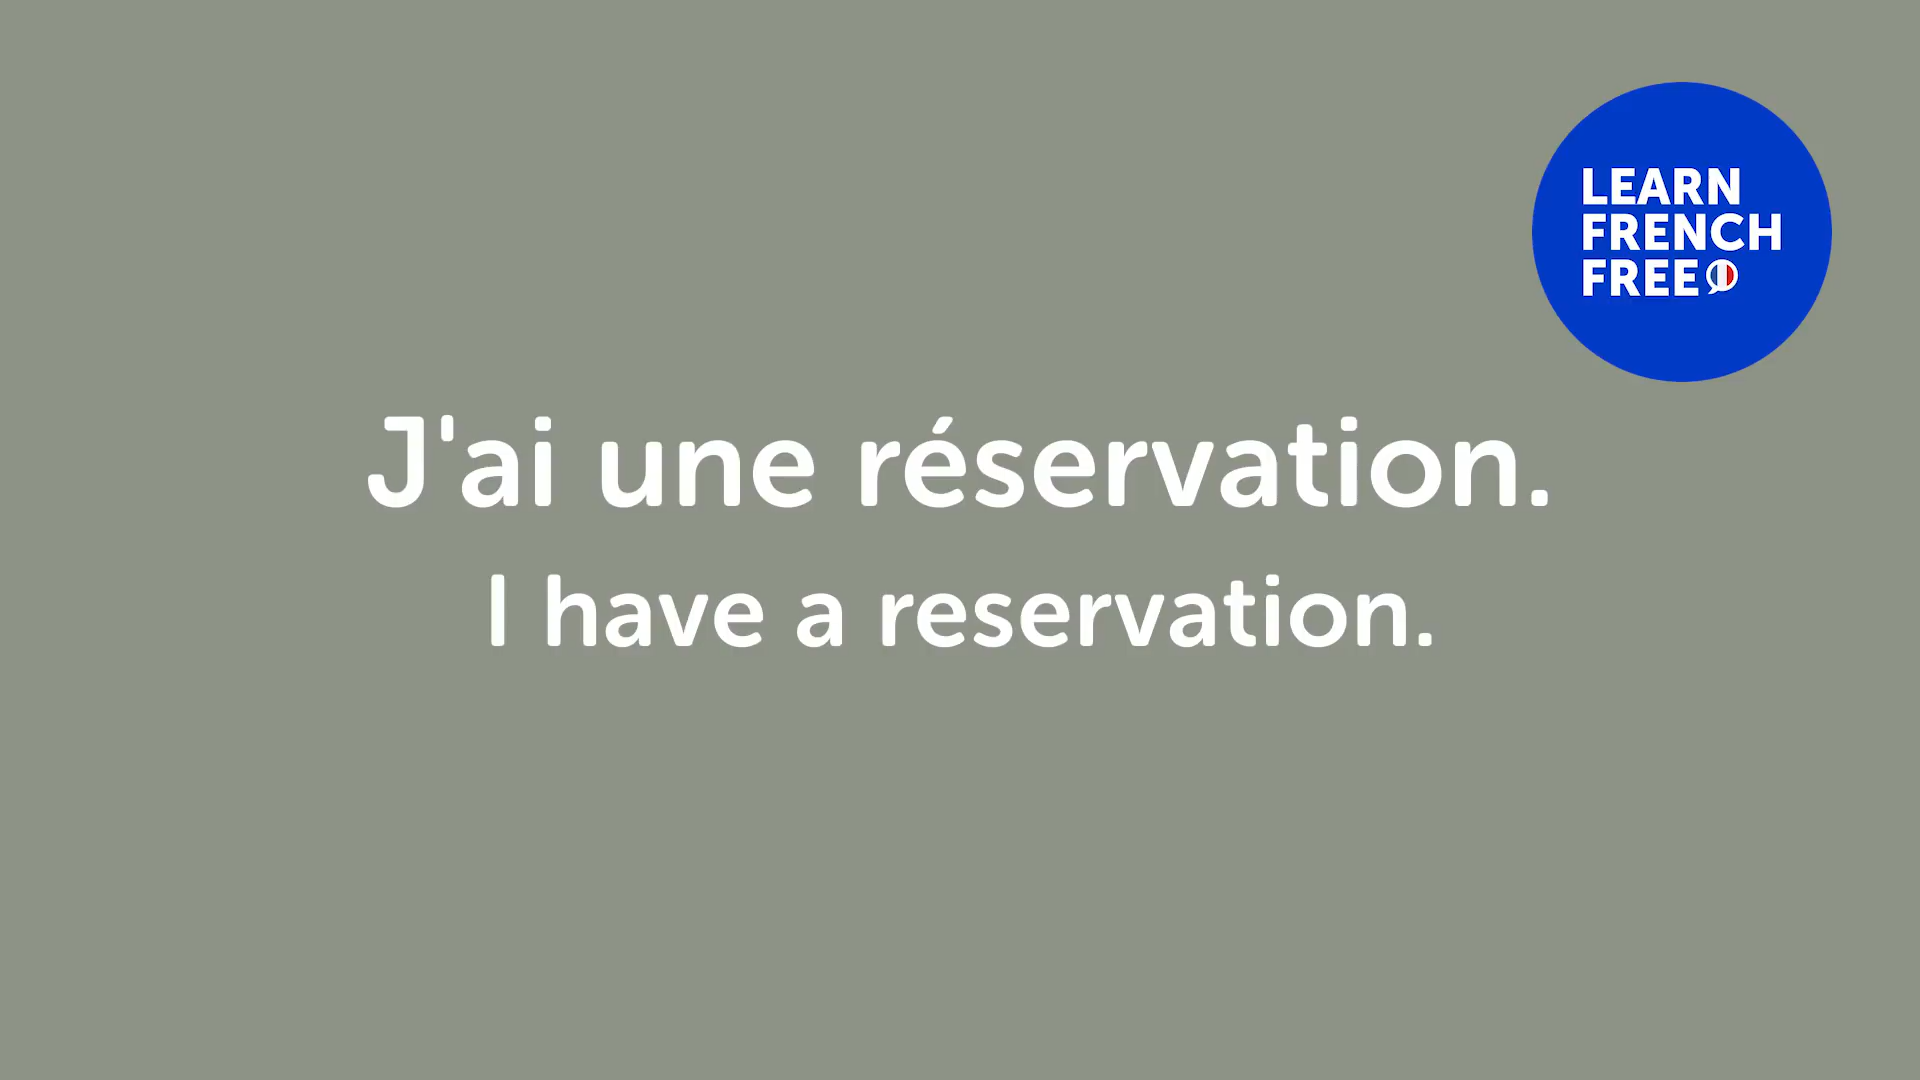 LEARN
FRENCH
FREE
J'ai une réservation.
I have a reservation.